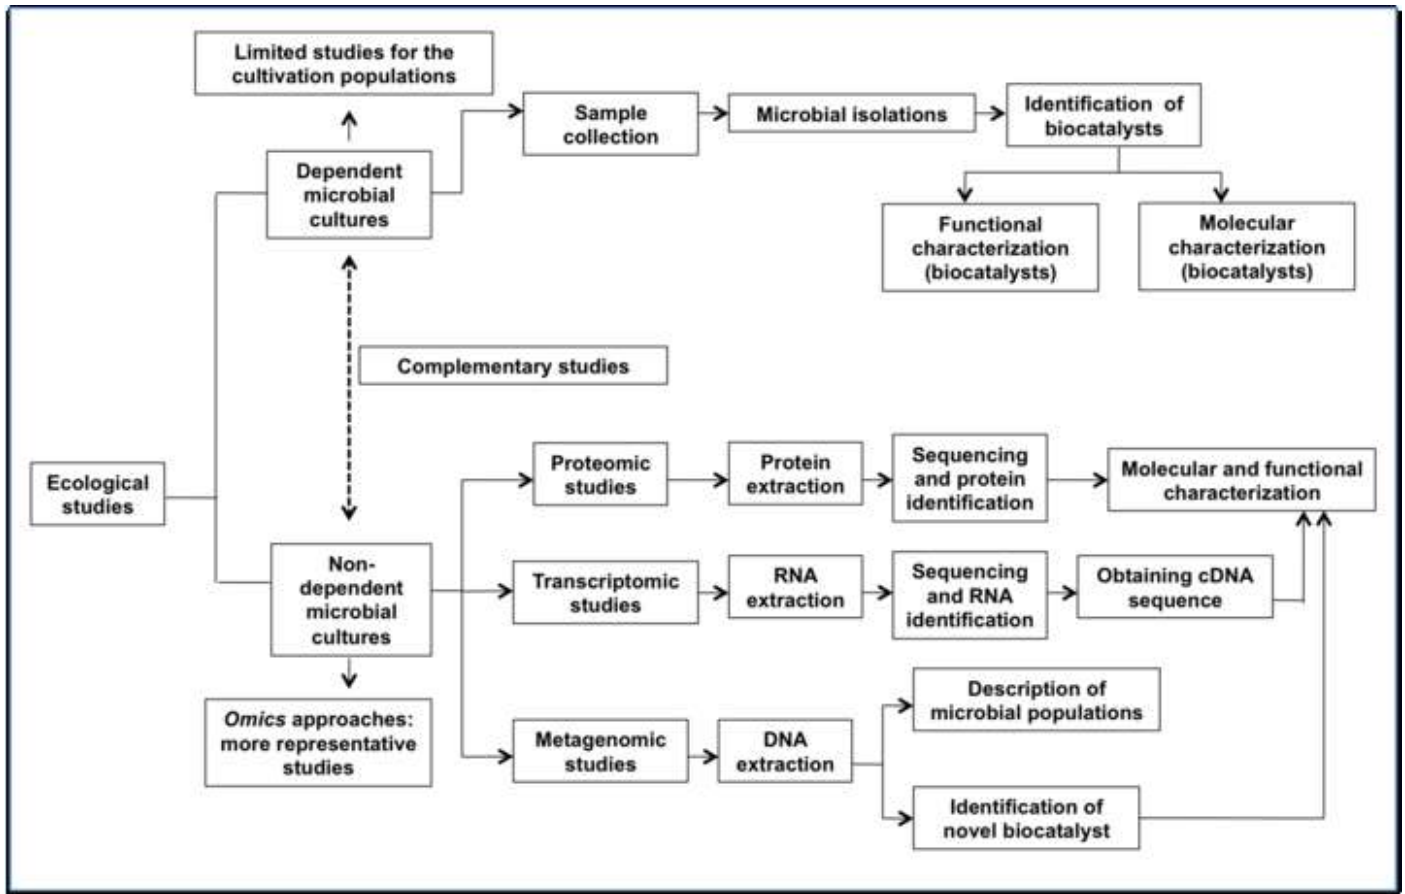 Limited studies for the
cultivation populations
Sample
collection
Microbial isolations
Identification of
biocatalysts
Dependent
microbial
cultures
Functional
characterization
(biocatalysts)
Molecular
characterization
(biocatalysts)
Complementary studies
Ecological
studies
Proteomic
studies
Protein
extraction
Sequencing
and protein
identification
Molecular and functional
characterization
Non-
dependent
microbial
cultures
Transcriptomic
studies
RNA
extraction
Sequencing
and RNA
identification
Obtaining cDNA
sequence
Omics approaches:
more representative
studies
Metagenomic
studies
DNA
extraction
Description of
microbial populations
Identification of
novel biocatalyst